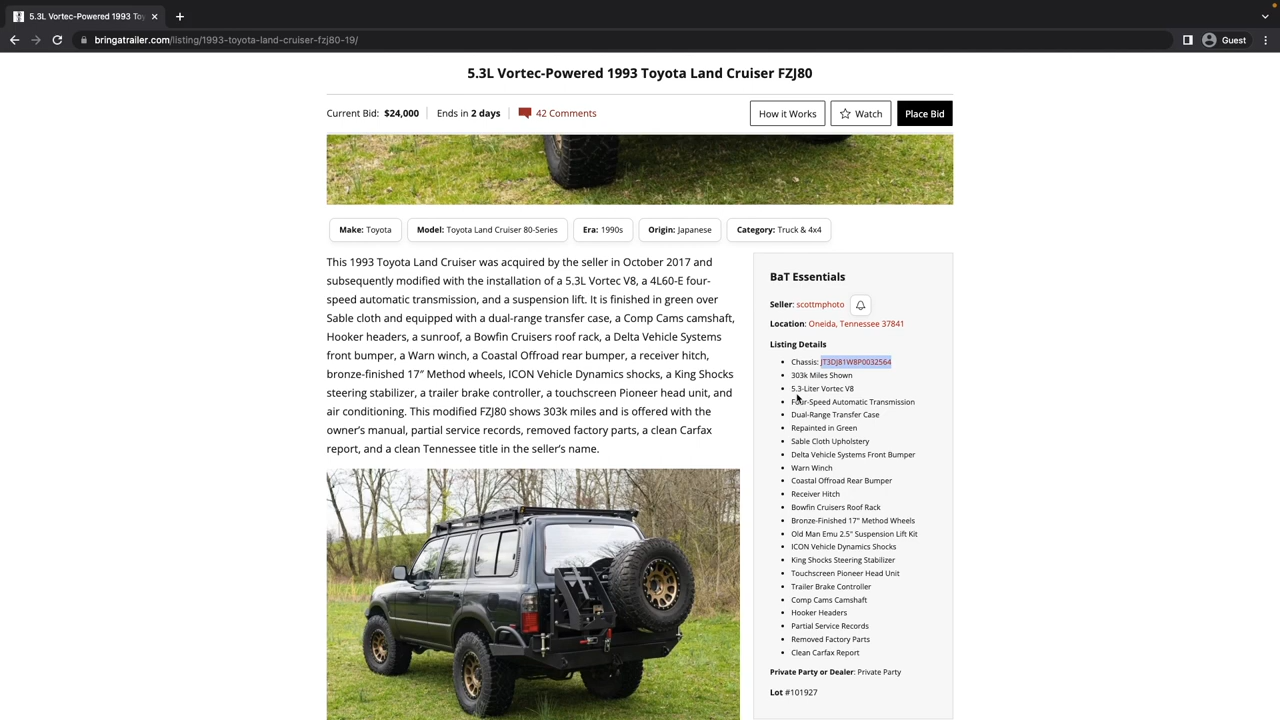 5.3L Vortec-Powered 1993 Toy
bringatrailer.com/listing/1993-toyota-land-cruiser-fzj80-19/
Guest
5.3L Vortec-Powered 1993 Toyota Land Cruiser FZJ80
Current Bid: $24,000 Ends in 2 days 42 Comments How it Works Watch Place Bid
Make: Toyota Model: Toyota Land Cruiser 80-Series Era: 1990s Origin: Japanese Category: Truck & 4x4
This 1993 Toyota Land Cruiser was acquired by the seller in October 2017 and
subsequently modified with the installation of a 5.3L Vortec V8, a 4L60-E four-
speed automatic transmission, and a suspension lift. It is finished in green over
Sable cloth and equipped with a dual-range transfer case, a Comp Cams camshaft,
Hooker headers, a sunroof, a Bowfin Cruisers roof rack, a Delta Vehicle Systems
front bumper, a Warn winch, a Coastal Offroad rear bumper, a receiver hitch,
bronze-finished 17″ Method wheels, ICON Vehicle Dynamics shocks, a King Shocks
steering stabilizer, a trailer brake controller, a touchscreen Pioneer head unit, and
air conditioning. This modified FZJ80 shows 303k miles and is offered with the
owner's manual, partial service records, removed factory parts, a clean Carfax
report, and a clean Tennessee title in the seller's name.
BaT Essentials
Seller: scottmphoto
Location: Oneida, Tennessee 37841
Listing Details
Chassis: JT3DJ81W8P0032564
303k Miles Shown
5.3-Liter Vortec V8
Four-Speed Automatic Transmission
Dual-Range Transfer Case
Repainted in Green
Sable Cloth Upholstery
Delta Vehicle Systems Front Bumper
Warn Winch
Coastal Offroad Rear Bumper
Receiver Hitch
Bowfin Cruisers Roof Rack
Bronze-Finished 17″ Method Wheels
Old Man Emu 2.5″ Suspension Lift Kit
ICON Vehicle Dynamics Shocks
King Shocks Steering Stabilizer
Touchscreen Pioneer Head Unit
Trailer Brake Controller
Comp Cams Camshaft
Hooker Headers
Partial Service Records
Removed Factory Parts
Clean Carfax Report
Private Party or Dealer: Private Party
Lot #101927